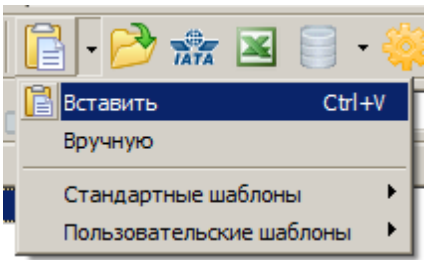 IATA
Вставить Ctrl+V
Вручную
Стандартные шаблоны
Пользовательские шаблоны